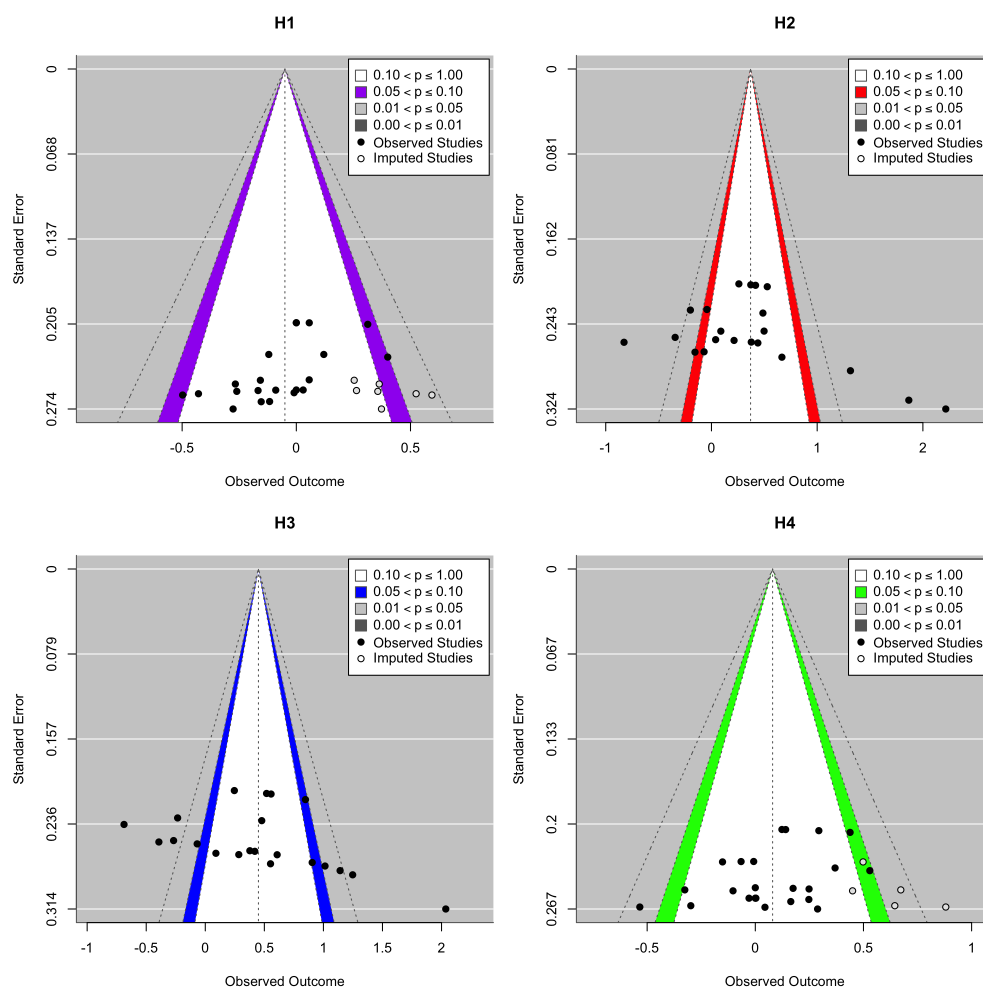 H1
0.10 < p ≤ 1.00
0.05 < p ≤ 0.10
0.01 < p ≤ 0.05
0.00 < p ≤ 0.01
Observed Studies
Imputed Studies
Standard Error
0
0.068
0.137
0.205
0.274
-0.5
0
0.5
Observed Outcome
H2
0.10 < p ≤ 1.00
0.05 < p ≤ 0.10
0.01 < p ≤ 0.05
0.00 < p ≤ 0.01
Observed Studies
Imputed Studies
Standard Error
0
0.081
0.162
0.243
0.324
-1
0
1
2
Observed Outcome
H3
0.10 < p ≤ 1.00
0.05 < p ≤ 0.10
0.01 < p ≤ 0.05
0.00 < p ≤ 0.01
Observed Studies
Imputed Studies
Standard Error
0
0.079
0.157
0.236
0.314
-1
0
0.5
1
1.5
2
Observed Outcome
H4
0.10 < p ≤ 1.00
0.05 < p ≤ 0.10
0.01 < p ≤ 0.05
0.00 < p ≤ 0.01
Observed Studies
Imputed Studies
Standard Error
0
0.067
0.133
0.2
0.267
-0.5
0
0.5
1
Observed Outcome